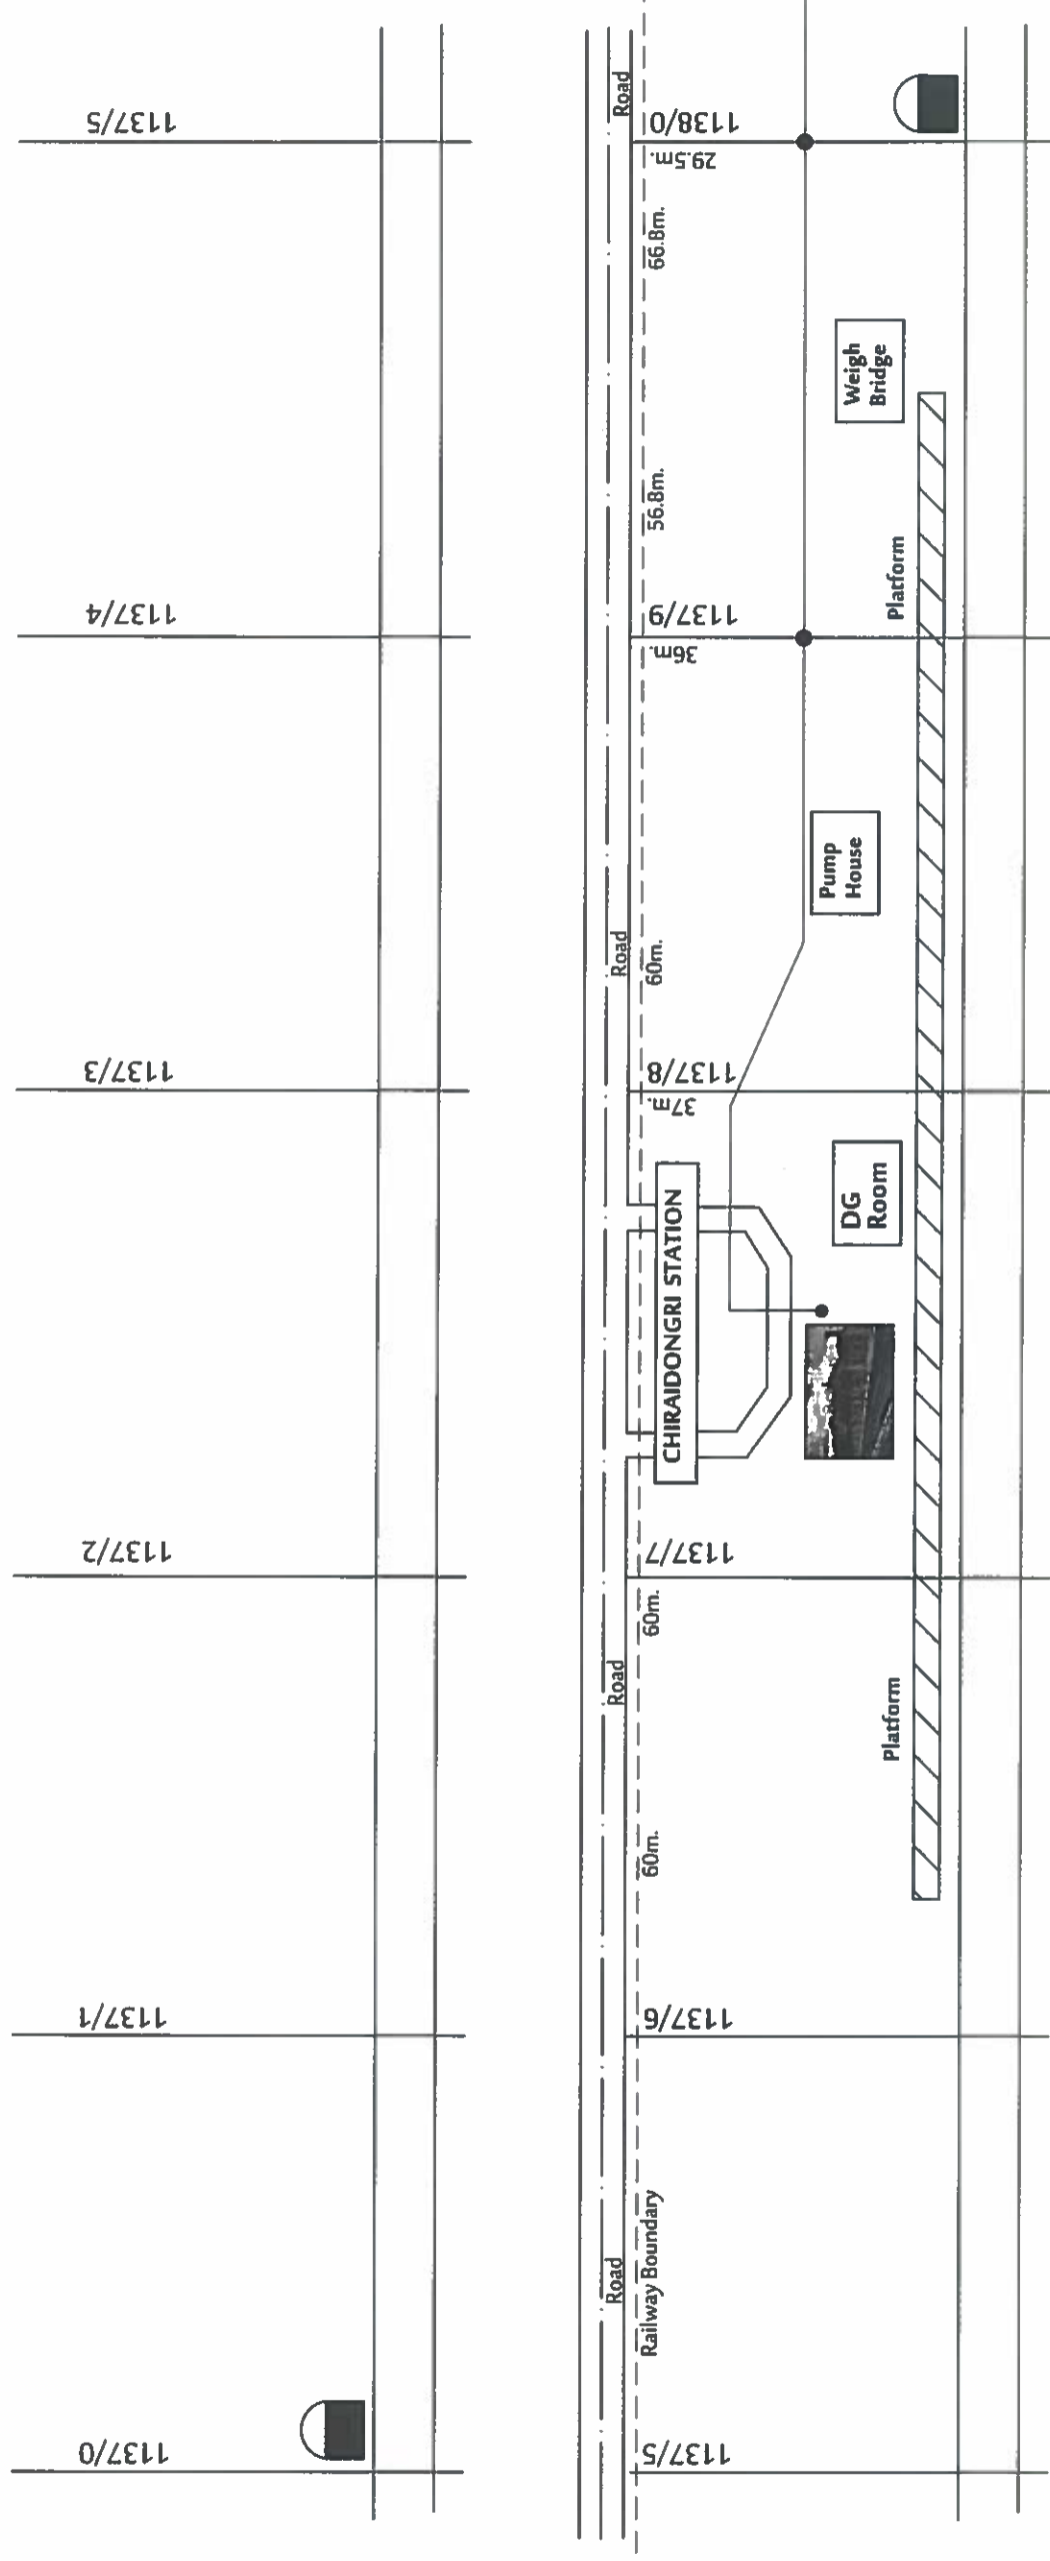 1137/0
1137/1
1137/2
1137/3
1137/4
1137/5
Road
Road
Road
Road
Railway Boundary
60m.
60m.
60m.
56.8m.
66.8m.
1137/5
1137/6
1137/7
1137/8
37m.
1137/9
36m.
1138/0
29.5m.
CHIRAIDONGRI STATION
DG
Room
Pump
House
Weigh
Bridge
Platform
Platform